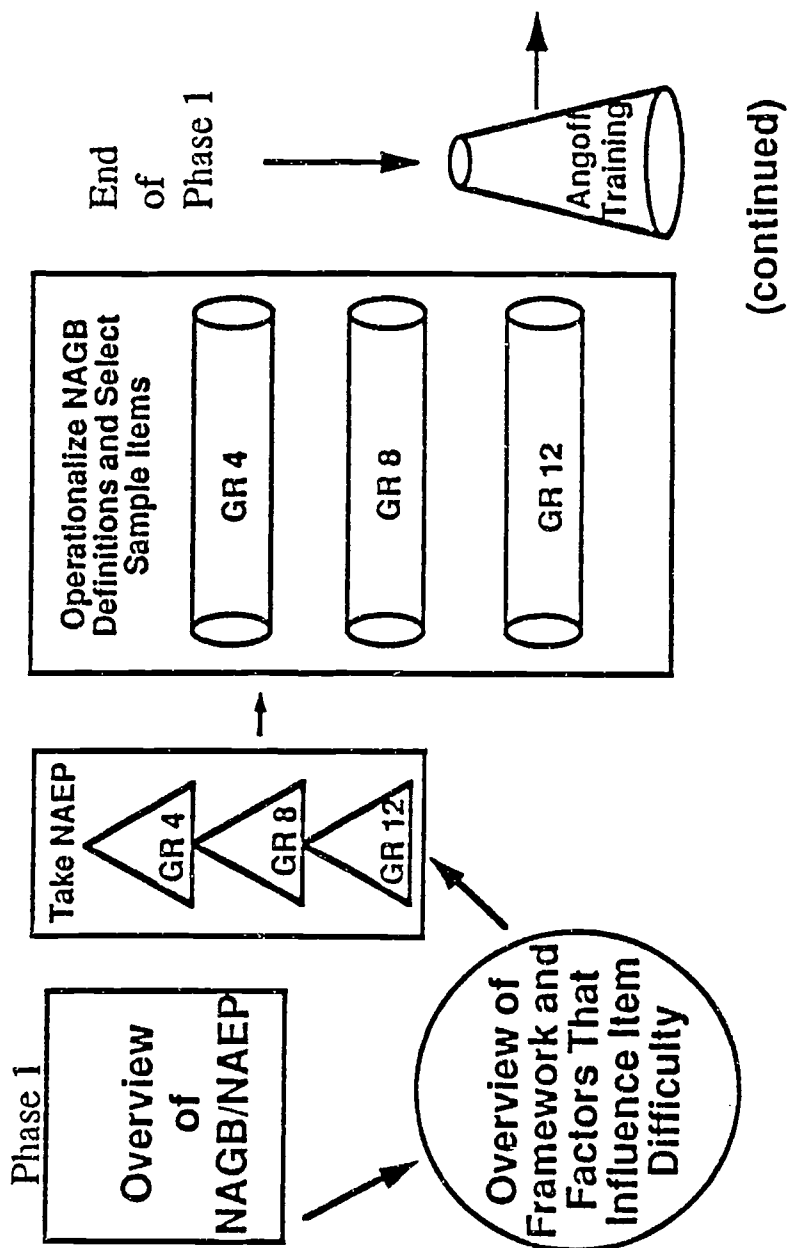 Phase 1
Overview
of
NAGB/NAEP
Overview of
Framework and
Factors That
Influence Item
Difficulty
Take NAEP
GR 4
GR 8
GR 12
Operationalize NAGB
Definitions and Select
Sample Items
GR 4
GR 8
GR 12
End
of
Phase 1
Angoff
Training
(continued)